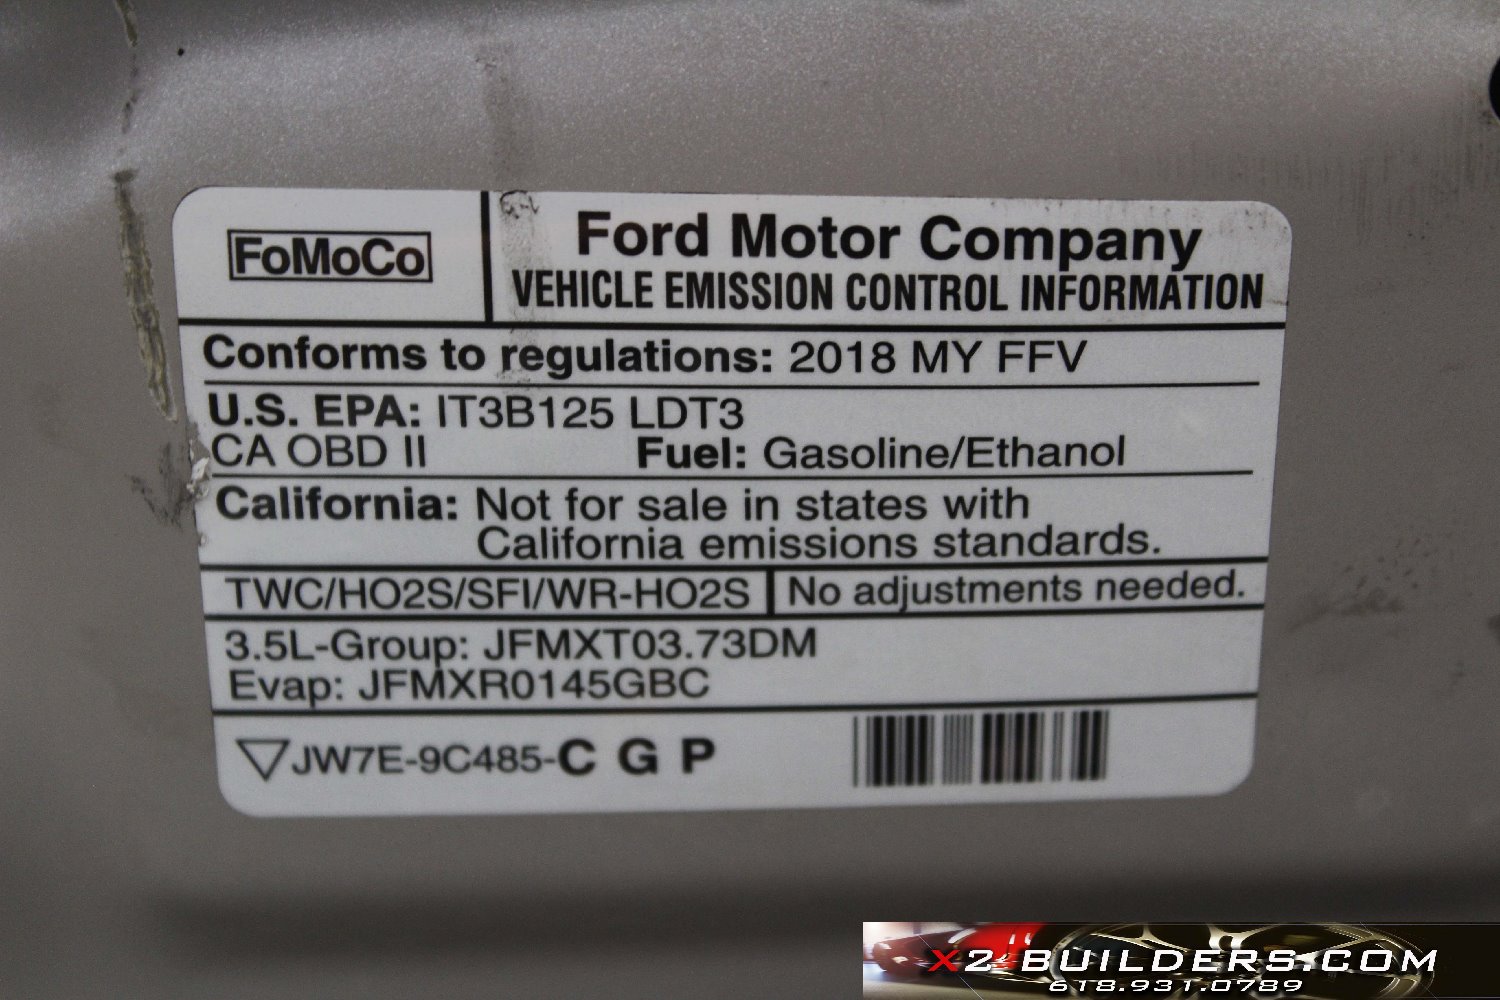 FoMoCo
Ford Motor Company
VEHICLE EMISSION CONTROL INFORMATION
Conforms to regulations: 2018 MY FFV
U.S. EPA: IT3B125 LDT3
CA OBD II Fuel: Gasoline/Ethanol
California: Not for sale in states with
California emissions standards.
TWC/HO2S/SFI/WR-HO2S No adjustments needed.
3.5L-Group: JFMXT03.73DM
Evap: JFMXR0145GBC
JW7E-9C485-C G P
X2-BUILDERS.COM
618.931.0789